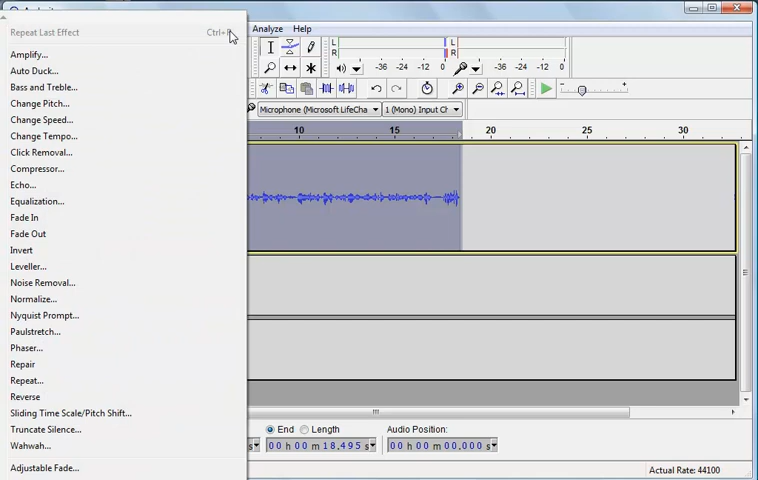 Repeat Last Effect
Amplify...
Auto Duck...
Bass and Treble...
Change Pitch...
Change Speed...
Change Tempo...
Click Removal...
Compressor...
Echo...
Equalization...
Fade In
Fade Out
Invert
Leveller...
Noise Removal...
Normalize...
Nyquist Prompt...
Paulstretch...
Phaser...
Repair
Repeat...
Reverse
Sliding Time Scale/Pitch Shift...
Truncate Silence...
Wahwah...
Adjustable Fade...
Analyze Help
L
R
-36 -24 -12 0
L
R
-36 -24 -12 0
Microphone (Microsoft LifeCha
1 (Mono) Input Ch
10 15 20 25 30
End Length Audio Position:
00 h 00 m 18.495 s 00 h 00 m 00.000 s
Actual Rate: 44100